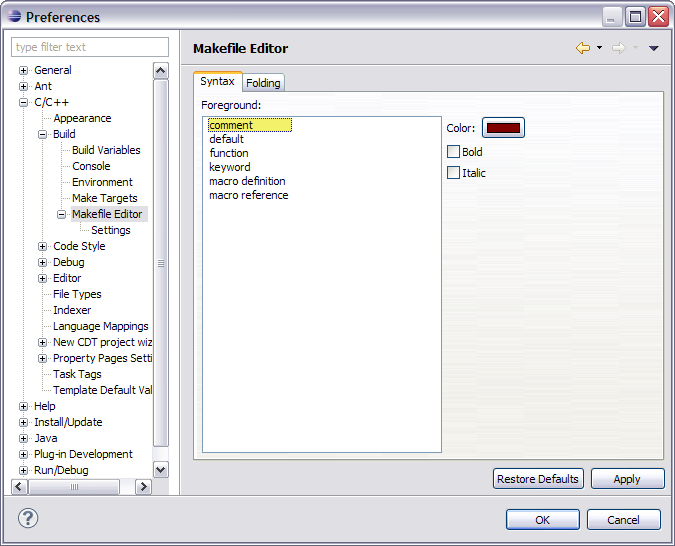 Preferences
type filter text
General
Ant
C/C++
Appearance
Build
Build Variables
Console
Environment
Make Targets
Makefile Editor
Settings
Code Style
Debug
Editor
File Types
Indexer
Language Mappings
New CDT project wiz
Property Pages Setti
Task Tags
Template Default Val
Help
Install/Update
Java
Plug-in Development
Run/Debug
Makefile Editor
Syntax
Folding
Foreground:
comment
default
function
keyword
macro definition
macro reference
Color:
Bold
Italic
Restore Defaults
Apply
?
OK
Cancel